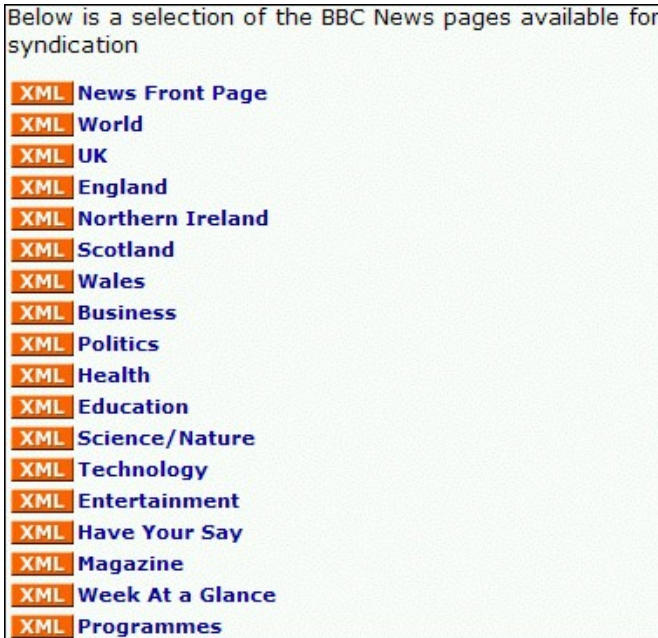 Below is a selection of the BBC News pages available for
syndication
XML News Front Page
XML World
XML UK
XML England
XML Northern Ireland
XML Scotland
XML Wales
XML Business
XML Politics
XML Health
XML Education
XML Science/Nature
XML Technology
XML Entertainment
XML Have Your Say
XML Magazine
XML Week At a Glance
XML Programmes